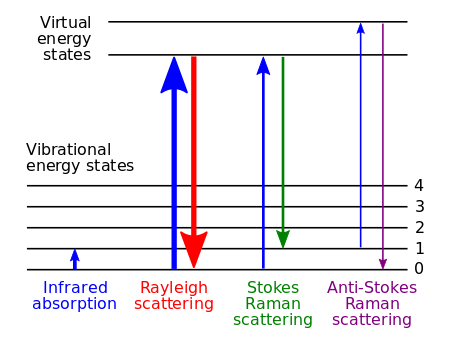 Virtual
energy
states
Vibrational
energy states
4
3
2
1
0
Infrared
absorption
Rayleigh
scattering
Stokes
Raman
scattering
Anti-Stokes
Raman
scattering